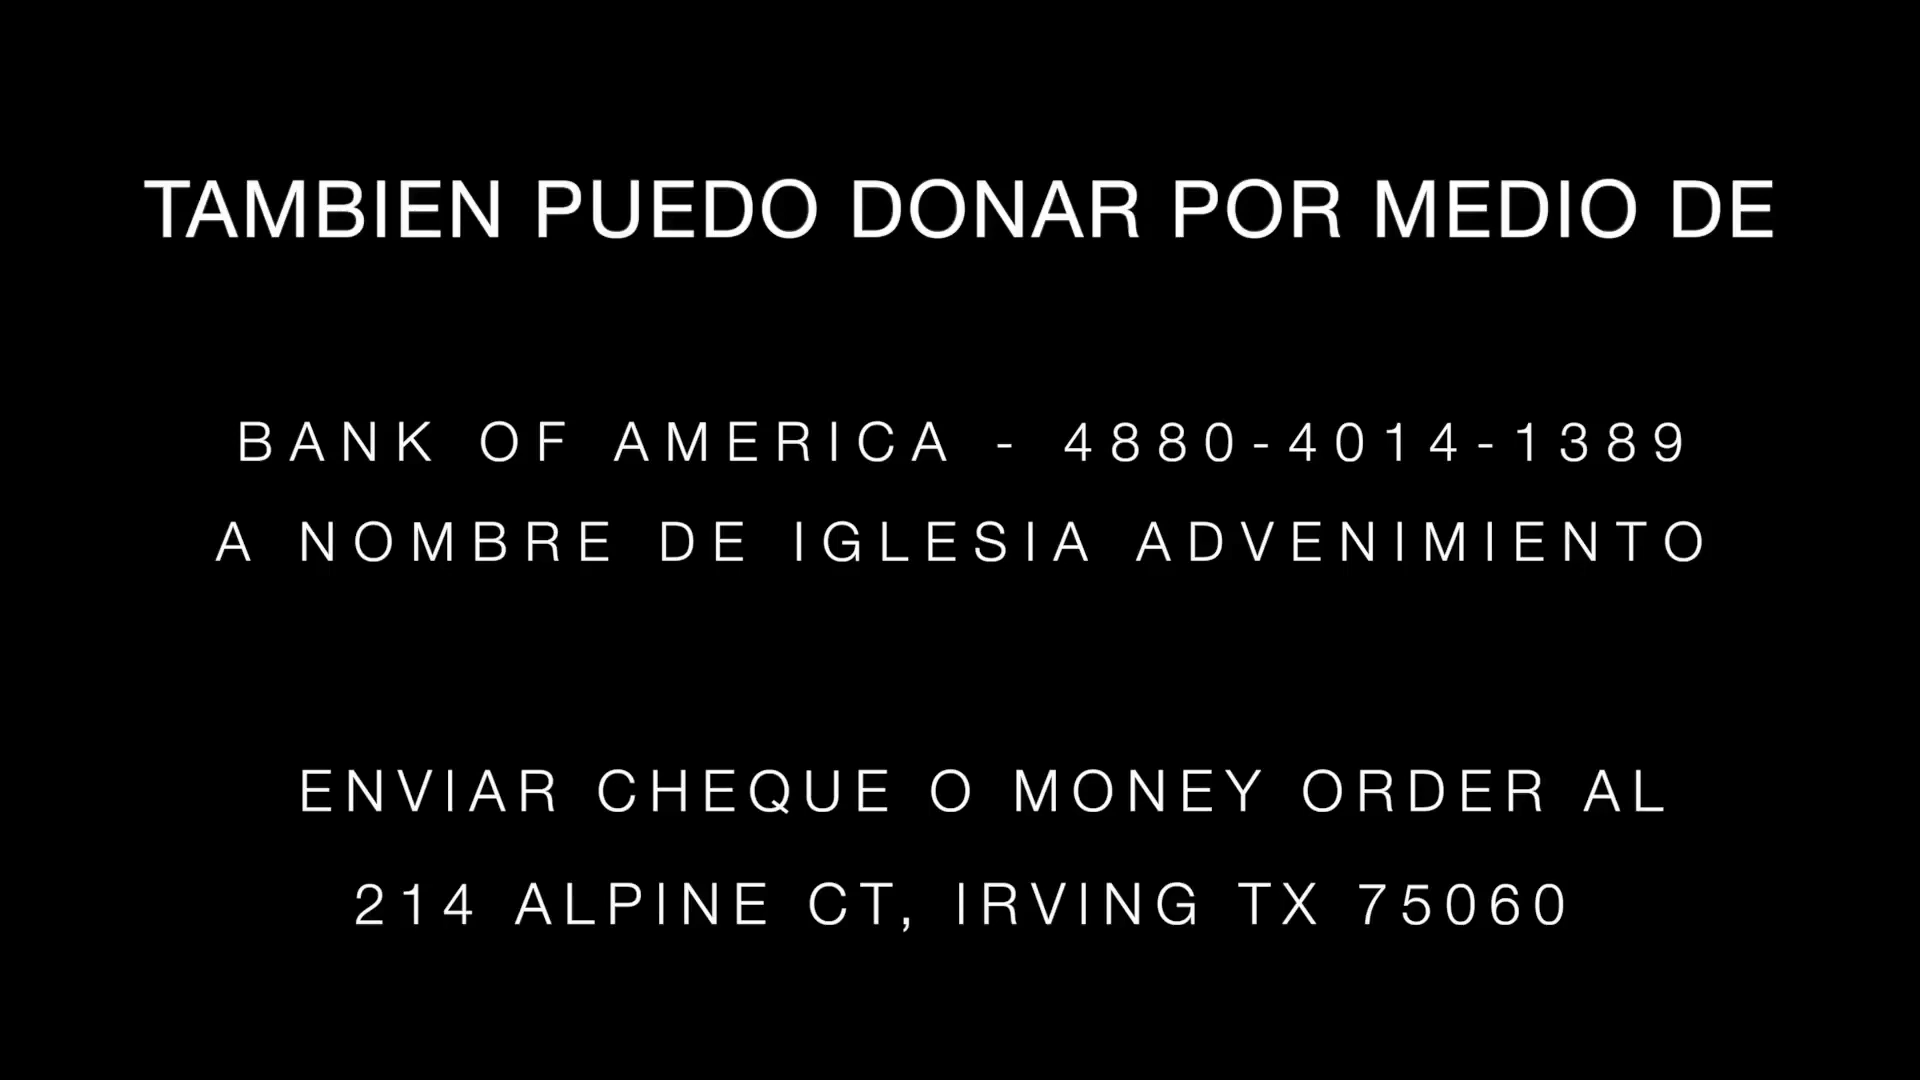 TAMBIEN PUEDO DONAR POR MEDIO DE
BANK OF AMERICA - 4880-4014-1389
A NOMBRE DE IGLESIA ADVENIMIENTO
ENVIAR CHEQUE O MONEY ORDER AL
214 ALPINE CT, IRVING TX 75060